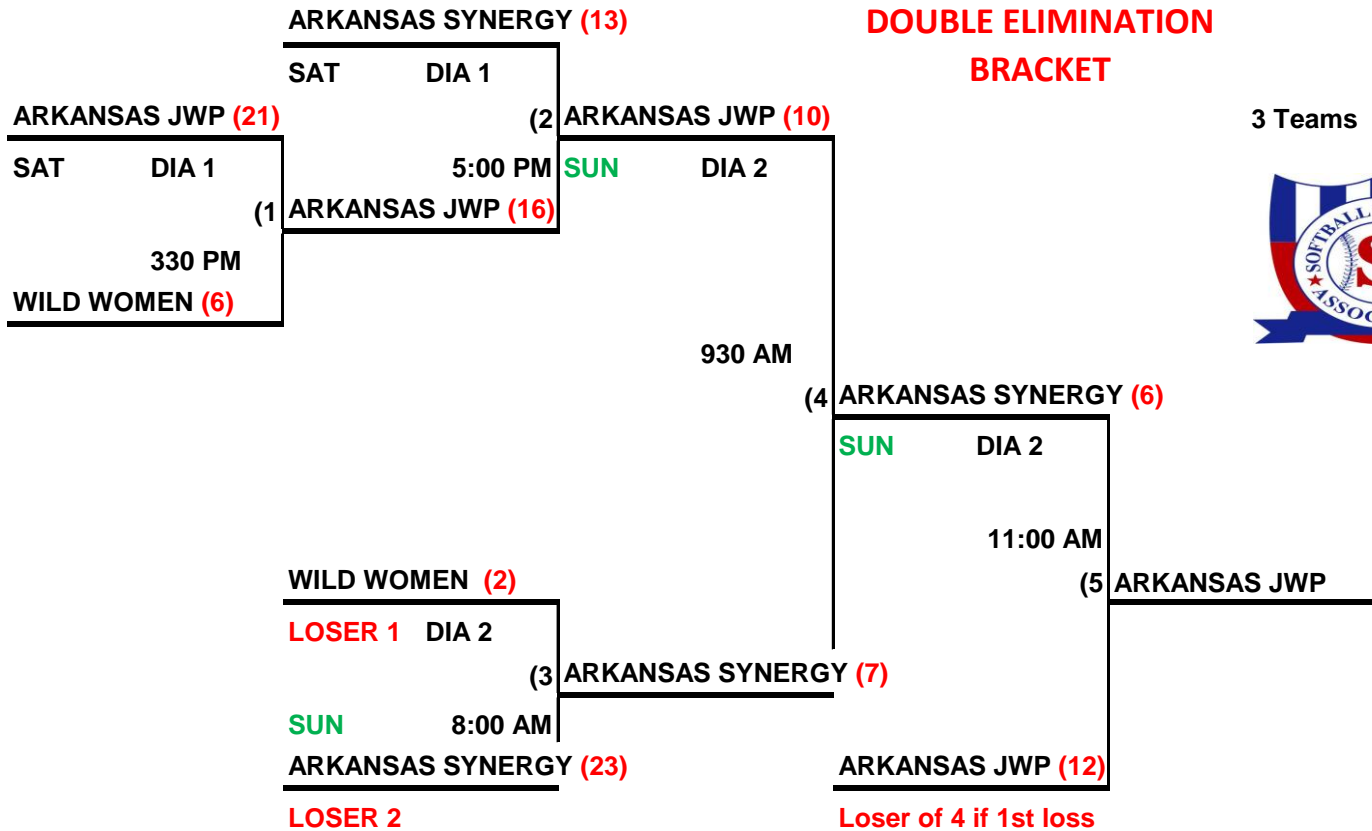 ARKANSAS SYNERGY (13)
DOUBLE ELIMINATION
BRACKET
SAT DIA 1
ARKANSAS JWP (21)
(2 ARKANSAS JWP (10)
3 Teams
SAT DIA 1
5:00 PM SUN DIA 2
(1 ARKANSAS JWP (16)
330 PM
WILD WOMEN (6)
SOFTBALL
930 AM
(4 ARKANSAS SYNERGY (6)
SUN DIA 2
11:00 AM
WILD WOMEN (2)
(5 ARKANSAS JWP
LOSER 1 DIA 2
(3 ARKANSAS SYNERGY (7)
SUN 8:00 AM
ARKANSAS SYNERGY (23)
ARKANSAS JWP (12)
LOSER 2
Loser of 4 if 1st loss